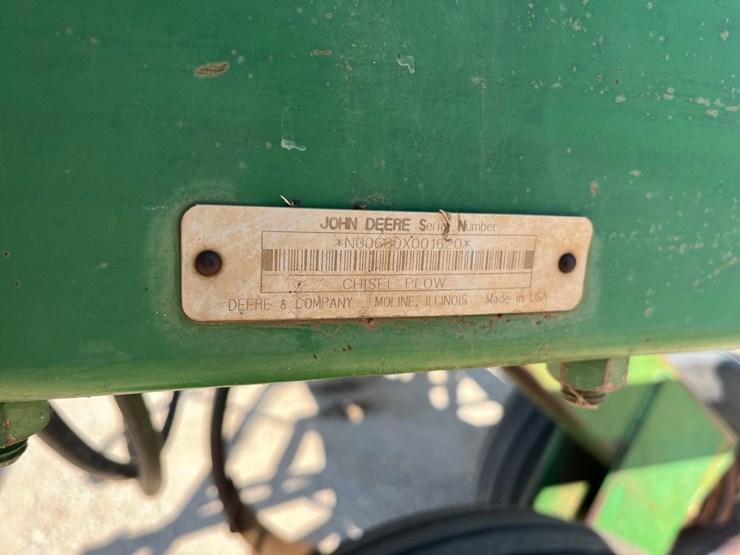 JOHN DEERE Serial Number
*N00680X001620*
CHISEL PLOW
DEERE & COMPANY MOLINE, ILLINOIS Made in USA